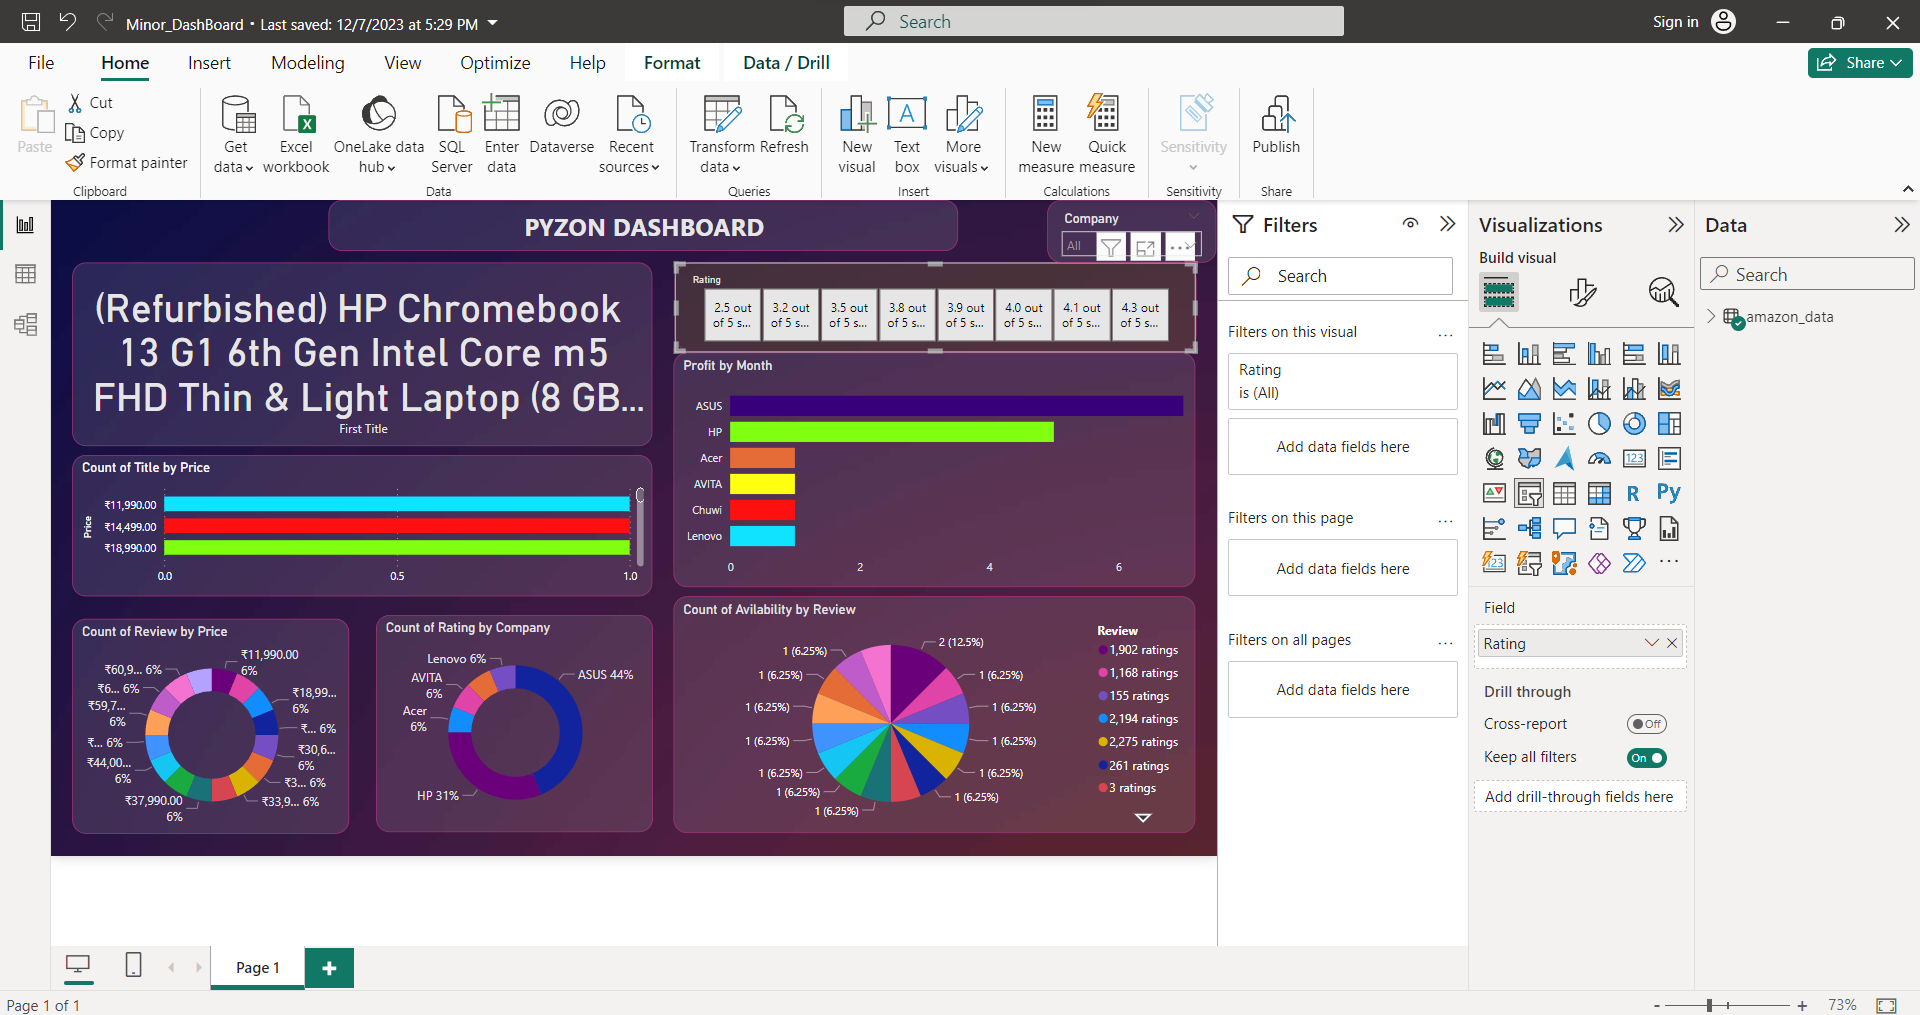 Minor_DashBoard • Last saved: 12/7/2023 at 5:29 PM
Search
Sign in
File
Home
Insert
Modeling
View
Optimize
Help
Format
Data / Drill
Share
Paste
Cut
Copy
Format painter
Clipboard
Get
data
Excel
workbook
OneLake data
hub
SQL
Server
Enter
data
Dataverse
Recent
sources
Data
Transform
data
Refresh
Queries
New
visual
Text
box
More
visuals
Insert
New
measure
Quick
measure
Calculations
Sensitivity
Sensitivity
Publish
Share
PYZON DASHBOARD
Company
All
(Refurbished) HP Chromebook
13 G1 6th Gen Intel Core m5
FHD Thin & Light Laptop (8 GB...
First Title
Rating
2.5 out
of 5 s...
3.2 out
of 5 s...
3.5 out
of 5 s...
3.8 out
of 5 s...
3.9 out
of 5 s...
4.0 out
of 5 s...
4.1 out
of 5 s...
4.3 out
of 5 s...
Profit by Month
ASUS
HP
Acer
AVITA
Chuwi
Lenovo
0
2
4
6
Count of Title by Price
Price
₹11,990.00
₹14,499.00
₹18,990.00
0.0
0.5
1.0
Count of Review by Price
₹11,990.00
6%
₹18,99...
6%
₹... 6%
₹30,6...
6%
₹3... 6%
₹33,9... 6%
₹37,990.00
6%
₹44,00...
6%
₹... 6%
₹59,7...
6%
₹6... 6%
₹60,9... 6%
Count of Rating by Company
Lenovo 6%
AVITA
6%
Acer
6%
HP 31%
ASUS 44%
Count of Avilability by Review
2 (12.5%)
1 (6.25%)
1 (6.25%)
1 (6.25%)
1 (6.25%)
1 (6.25%)
1 (6.25%)
1 (6.25%)
1 (6.25%)
1 (6.25%)
1 (6.25%)
1 (6.25%)
1 (6.25%)
Review
1,902 ratings
1,168 ratings
155 ratings
2,194 ratings
2,275 ratings
261 ratings
3 ratings
Filters
Search
Filters on this visual
...
Rating
is (All)
Add data fields here
Filters on this page
...
Add data fields here
Filters on all pages
...
Add data fields here
Visualizations
Build visual
123
R
Py
123
...
Field
Rating
Drill through
Cross-report
Off
Keep all filters
On
Add drill-through fields here
Data
Search
amazon_data
Page 1
Page 1 of 1
- + 73%